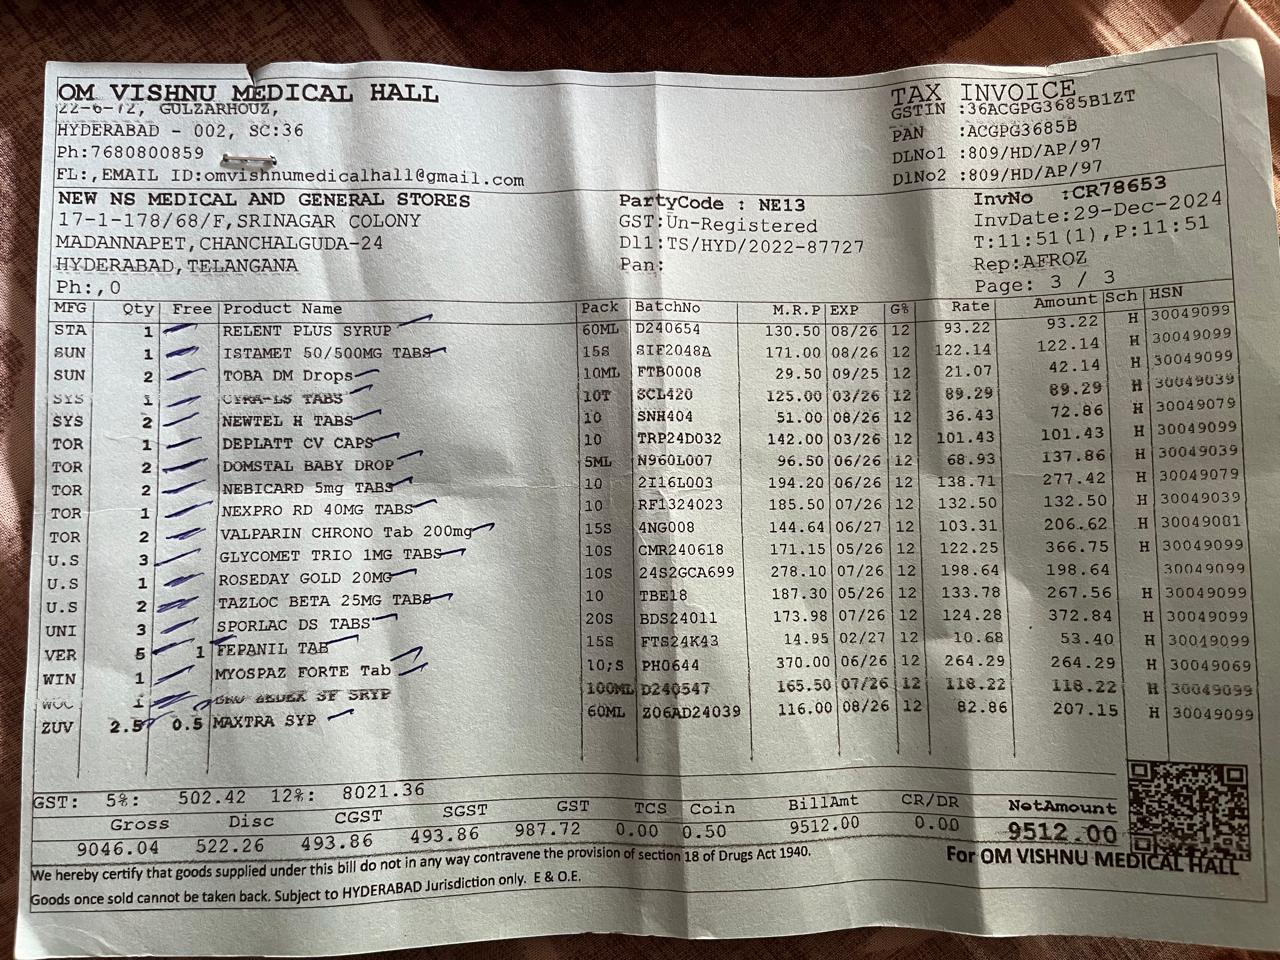 OM VISHNU MEDICAL HALL
22-6-72, GULZARHOUZ,
HYDERABAD - 002, SC:36
Ph:7680800859
FL:,EMAIL ID:omvishnumedicalhall@gmail.com
TAX INVOICE
GSTIN :36ACGPG3685B1ZT
PAN :ACGPG3685B
DLNo1 :809/HD/AP/97
DlNo2 :809/HD/AP/97
NEW NS MEDICAL AND GENERAL STORES
17-1-178/68/F,SRINAGAR COLONY
MADANNAPET,CHANCHALGUDA-24
HYDERABAD,TELANGANA
Ph:,0
PartyCode : NE13
GST:Un-Registered
Dl1:TS/HYD/2022-87727
Pan:
InvNo :CR78653
InvDate:29-Dec-2024
T:11:51(1),P:11:51
Rep:AFROZ
Page: 3 / 3
MFG Qty Free Product Name Pack BatchNo M.R.P EXP G% Rate Amount Sch HSN
STA 1 RELENT PLUS SYRUP 60ML D240654 130.50 08/26 12 93.22 93.22 H 30049099
SUN 1 ISTAMET 50/500MG TABS 15S SIF2048A 171.00 08/26 12 122.14 122.14 H 30049099
SUN 2 TOBA DM Drops 10ML FTB0008 29.50 09/25 12 21.07 42.14 H 30049099
SYS 1 TABS 10T SCL420 125.00 03/26 12 89.29 89.29 H 30049039
SYS 2 NEWTEL H TABS 10 SNH404 51.00 08/26 12 36.43 72.86 H 30049079
TOR 1 DEPLATT CV CAPS 10 TRP24D032 142.00 03/26 12 101.43 101.43 H 30049099
TOR 2 DOMSTAL BABY DROP 5ML N960L007 96.50 06/26 12 68.93 137.86 H 30049039
TOR 2 NEBICARD 5mg TABS 10 2I16L003 194.20 06/26 12 138.71 277.42 H 30049079
TOR 1 NEXPRO RD 40MG TABS 10 RF1324023 185.50 07/26 12 132.50 132.50 H 30049039
TOR 2 VALPARIN CHRONO Tab 200mg 15S 4NG008 144.64 06/27 12 103.31 206.62 H 30049081
U.S 3 GLYCOMET TRIO 1MG TABS 10S CMR240618 171.15 05/26 12 122.25 366.75 H 30049099
U.S 1 ROSEDAY GOLD 20MG 10S 24S2GCA699 278.10 07/26 12 198.64 198.64 30049099
U.S 2 TAZLOC BETA 25MG TABS 10 TBE18 187.30 05/26 12 133.78 267.56 H 30049099
UNI 3 SPORLAC DS TABS 20S BDS24011 173.98 07/26 12 124.28 372.84 H 30049099
VER 5 1 FEPANIL TAB 15S FTS24K43 14.95 02/27 12 10.68 53.40 H 30049099
WIN 1 MYOSPAZ FORTE Tab 10;S PH0644 370.00 06/26 12 264.29 264.29 H 30049069
1 SRYP 100ML D240547 165.50 07/26 12 118.22 118.22 H 30049099
ZUV 2.5 0.5 MAXTRA SYP 60ML Z06AD24039 116.00 08/26 12 82.86 207.15 H 30049099
GST: 5%: 502.42 12%: 8021.36
Gross Disc CGST SGST GST TCS Coin BillAmt CR/DR NetAmount
9046.04 522.26 493.86 493.86 987.72 0.00 0.50 9512.00 0.00 9512.00
We hereby certify that goods supplied under this bill do not in any way contravene the provision of section 18 of Drugs Act 1940.
For OM VISHNU MEDICAL HALL
Goods once sold cannot be taken back. Subject to HYDERABAD Jurisdiction only. E & O.E.